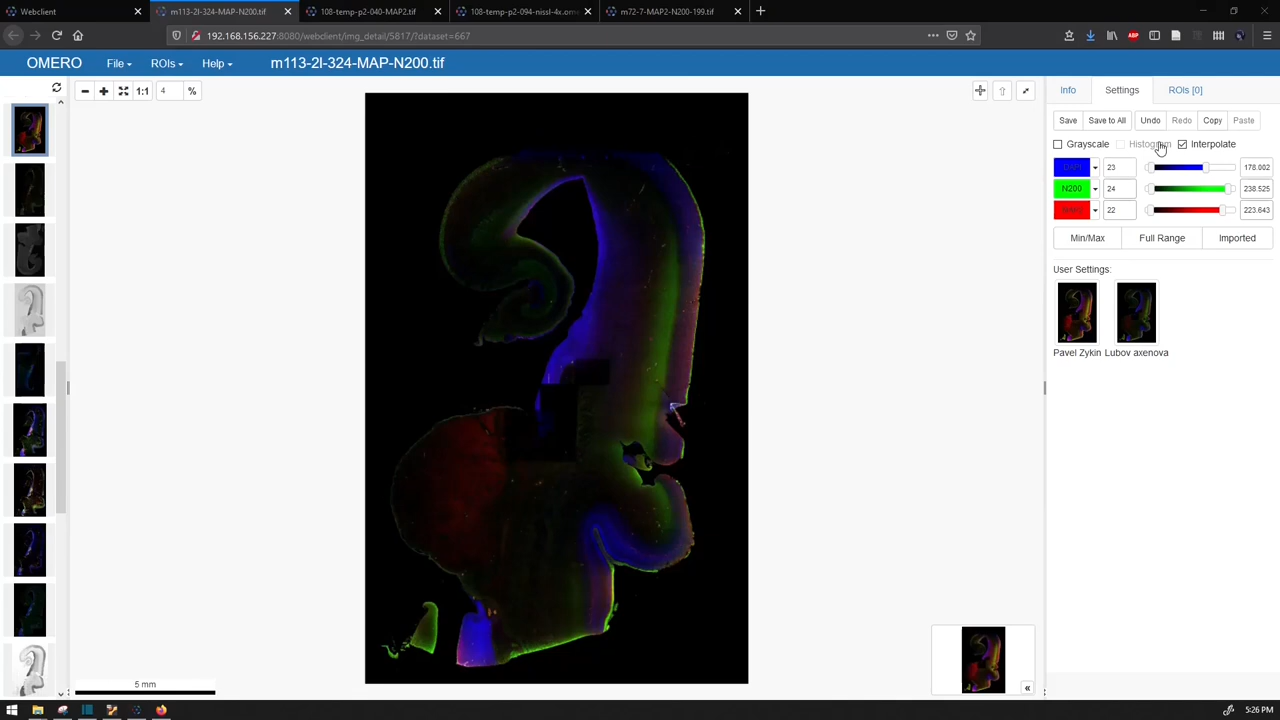 Webclient
m113-2l-324-MAP-N200.tif
108-temp-p2-040-MAP2.tif
108-temp-p2-094-nissl-4x.ome
m72-7-MAP2-N200-199.tif
192.168.156.227:8080/webclient/img_detail/5817/?dataset=667
OMERO
File
ROIs
Help
m113-2l-324-MAP-N200.tif
1:1
4
%
Info
Settings
ROIs [0]
Save
Save to All
Undo
Redo
Copy
Paste
Grayscale
Histogram
Interpolate
DAPI
23
178.002
N200
24
238.525
MAP2
22
223.643
Min/Max
Full Range
Imported
User Settings:
Pavel Zykin
Lubov axenova
5 mm
5:26 PM